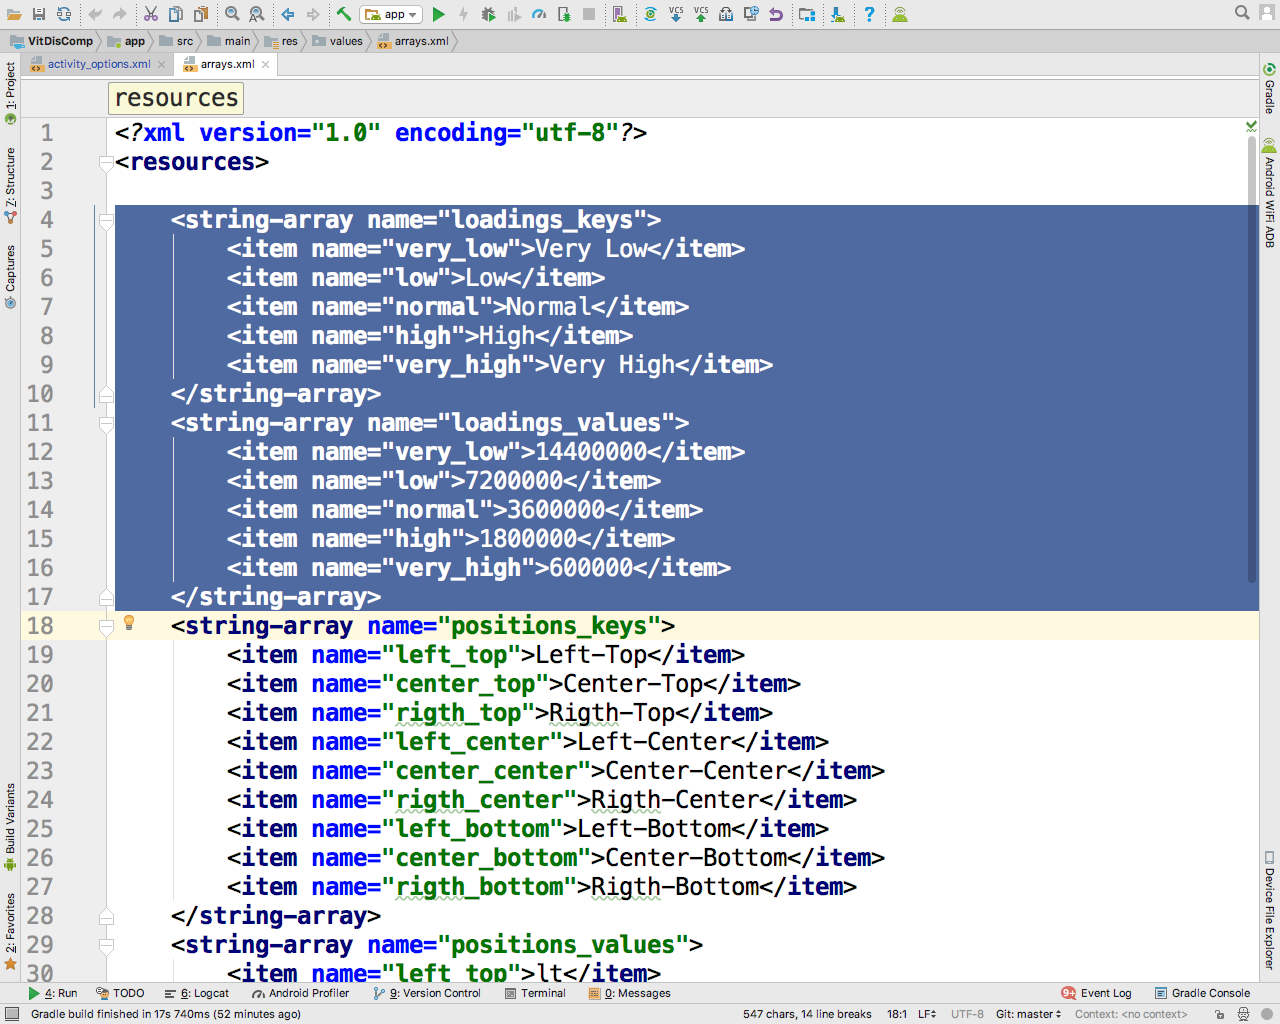 app
VitDisComp app src main res values arrays.xml
activity_options.xml arrays.xml
resources
1 <?xml version="1.0" encoding="utf-8"?>
2 <resources>
3
4 <string-array name="loadings_keys">
5 <item name="very_low">Very Low</item>
6 <item name="low">Low</item>
7 <item name="normal">Normal</item>
8 <item name="high">High</item>
9 <item name="very_high">Very High</item>
10 </string-array>
11 <string-array name="loadings_values">
12 <item name="very_low">14400000</item>
13 <item name="low">7200000</item>
14 <item name="normal">3600000</item>
15 <item name="high">1800000</item>
16 <item name="very_high">600000</item>
17 </string-array>
18 <string-array name="positions_keys">
19 <item name="left_top">Left-Top</item>
20 <item name="center_top">Center-Top</item>
21 <item name="rigth_top">Rigth-Top</item>
22 <item name="left_center">Left-Center</item>
23 <item name="center_center">Center-Center</item>
24 <item name="rigth_center">Rigth-Center</item>
25 <item name="left_bottom">Left-Bottom</item>
26 <item name="center_bottom">Center-Bottom</item>
27 <item name="rigth_bottom">Rigth-Bottom</item>
28 </string-array>
29 <string-array name="positions_values">
30 <item name="left_top">lt</item>
1: Project
Z: Structure
Captures
Build Variants
2: Favorites
Gradle
Android WiFi ADB
Device File Explorer
VCS VCS
4: Run TODO 6: Logcat Android Profiler 9: Version Control Terminal 0: Messages 9+ Event Log Gradle Console
Gradle build finished in 17s 740ms (52 minutes ago) 547 chars, 14 line breaks 18:1 LF UTF-8 Git: master Context: <no context>